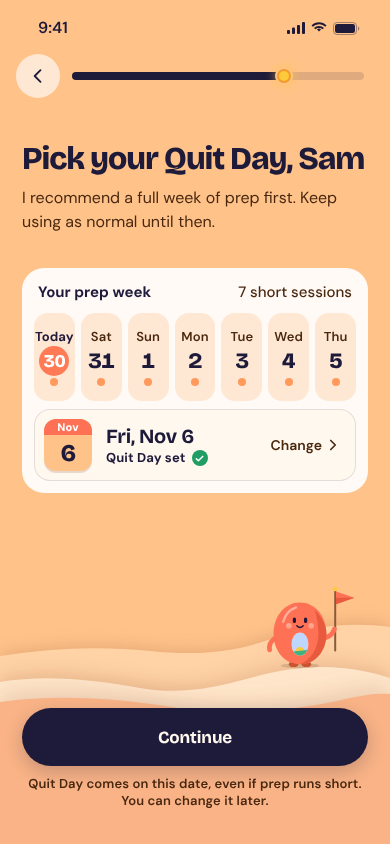 9:41
Pick your Quit Day, Sam
I recommend a full week of prep first. Keep
using as normal until then.
Your prep week
7 short sessions
Today Sat Sun Mon Tue Wed Thu
30 31 1 2 3 4 5
Nov
6
Fri, Nov 6
Quit Day set
Change
Continue
Quit Day comes on this date, even if prep runs short.
You can change it later.